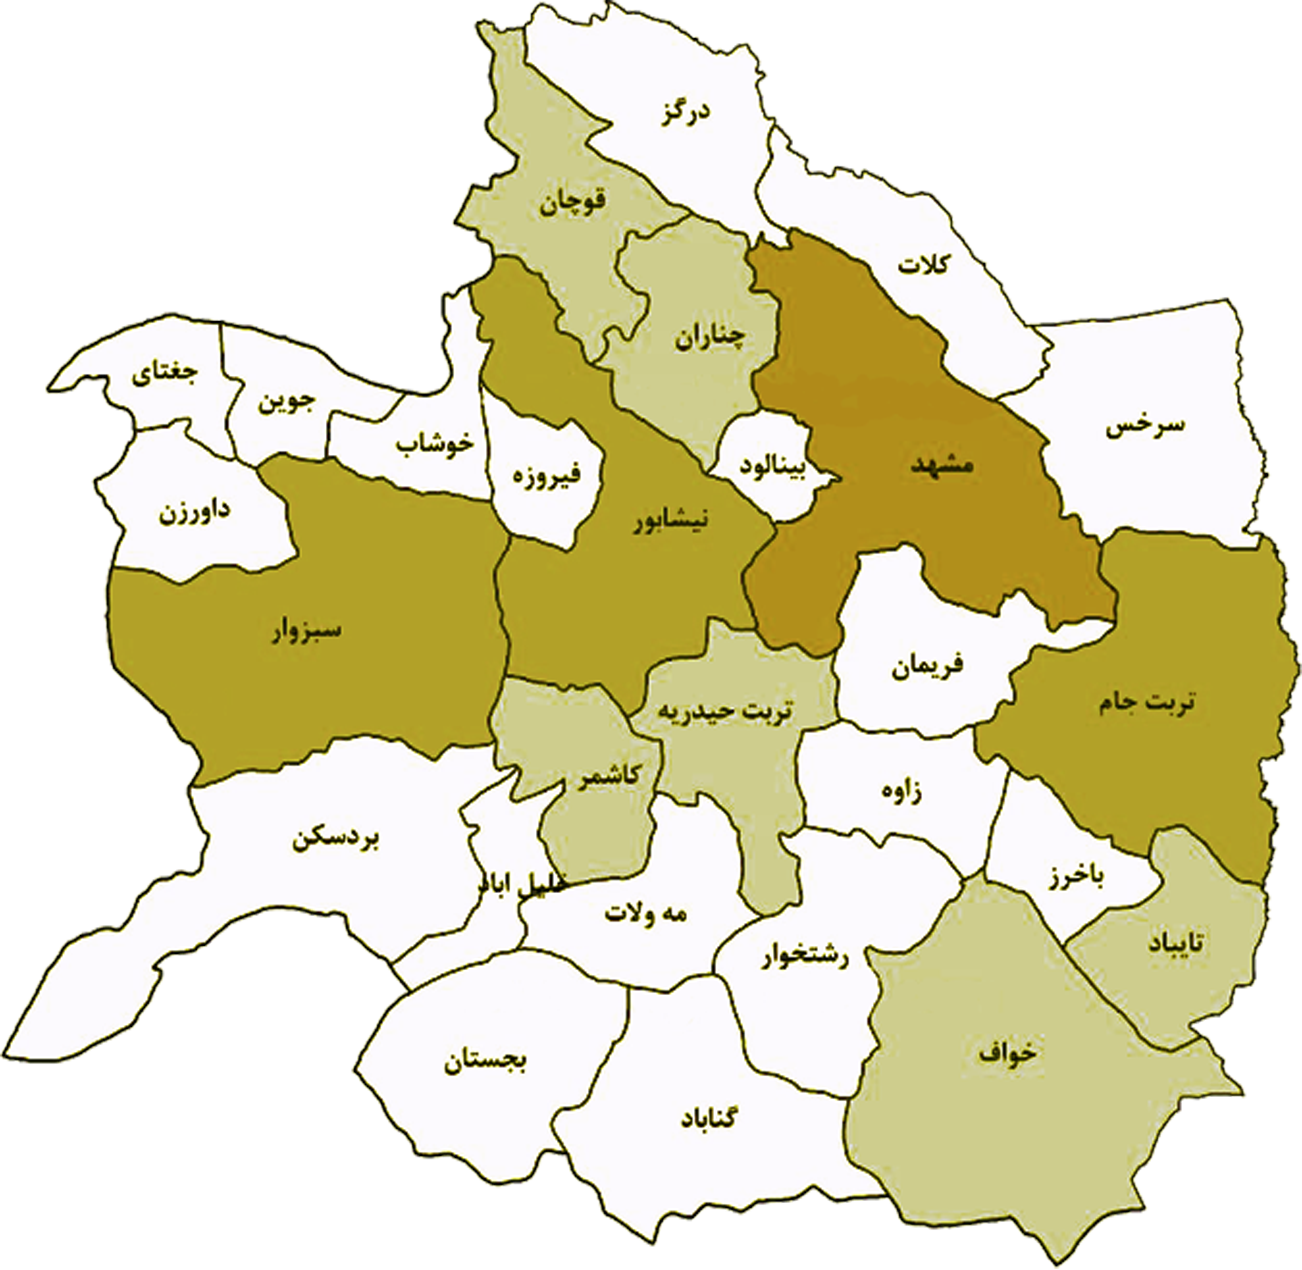 درگز
قوچان
کلات
چناران
جغتای
جوین
سرخس
خوشاب
بینالود
مشهد
فیروزه
داورزن
نیشابور
سبزوار
فریمان
تربت جام
تربت حیدریه
کاشمر
زاوه
بردسکن
باخرز
خلیل اباد
مه ولات
تایباد
رشتخوار
خواف
بجستان
گناباد